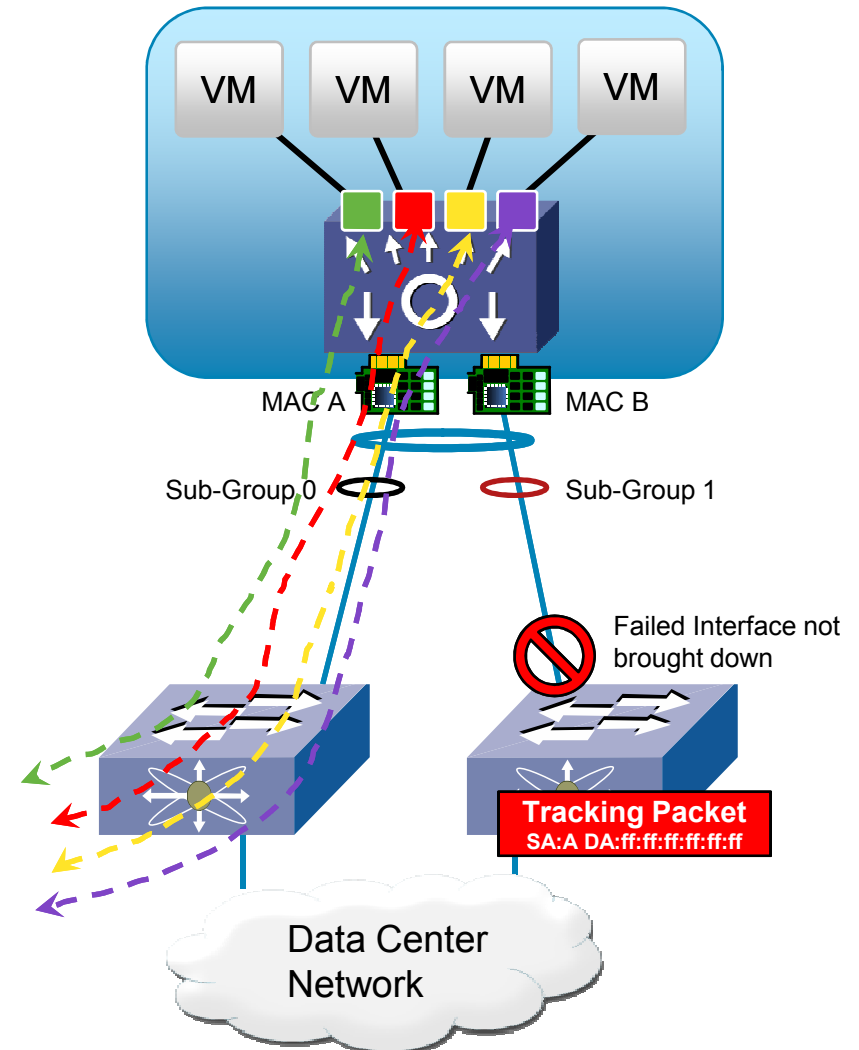 VM
VM
VM
VM
MAC A
MAC B
Sub-Group 0
Sub-Group 1
Failed Interface not
brought down
Tracking Packet
SA:A DA:ff:ff:ff:ff:ff:ff
Data Center
Network